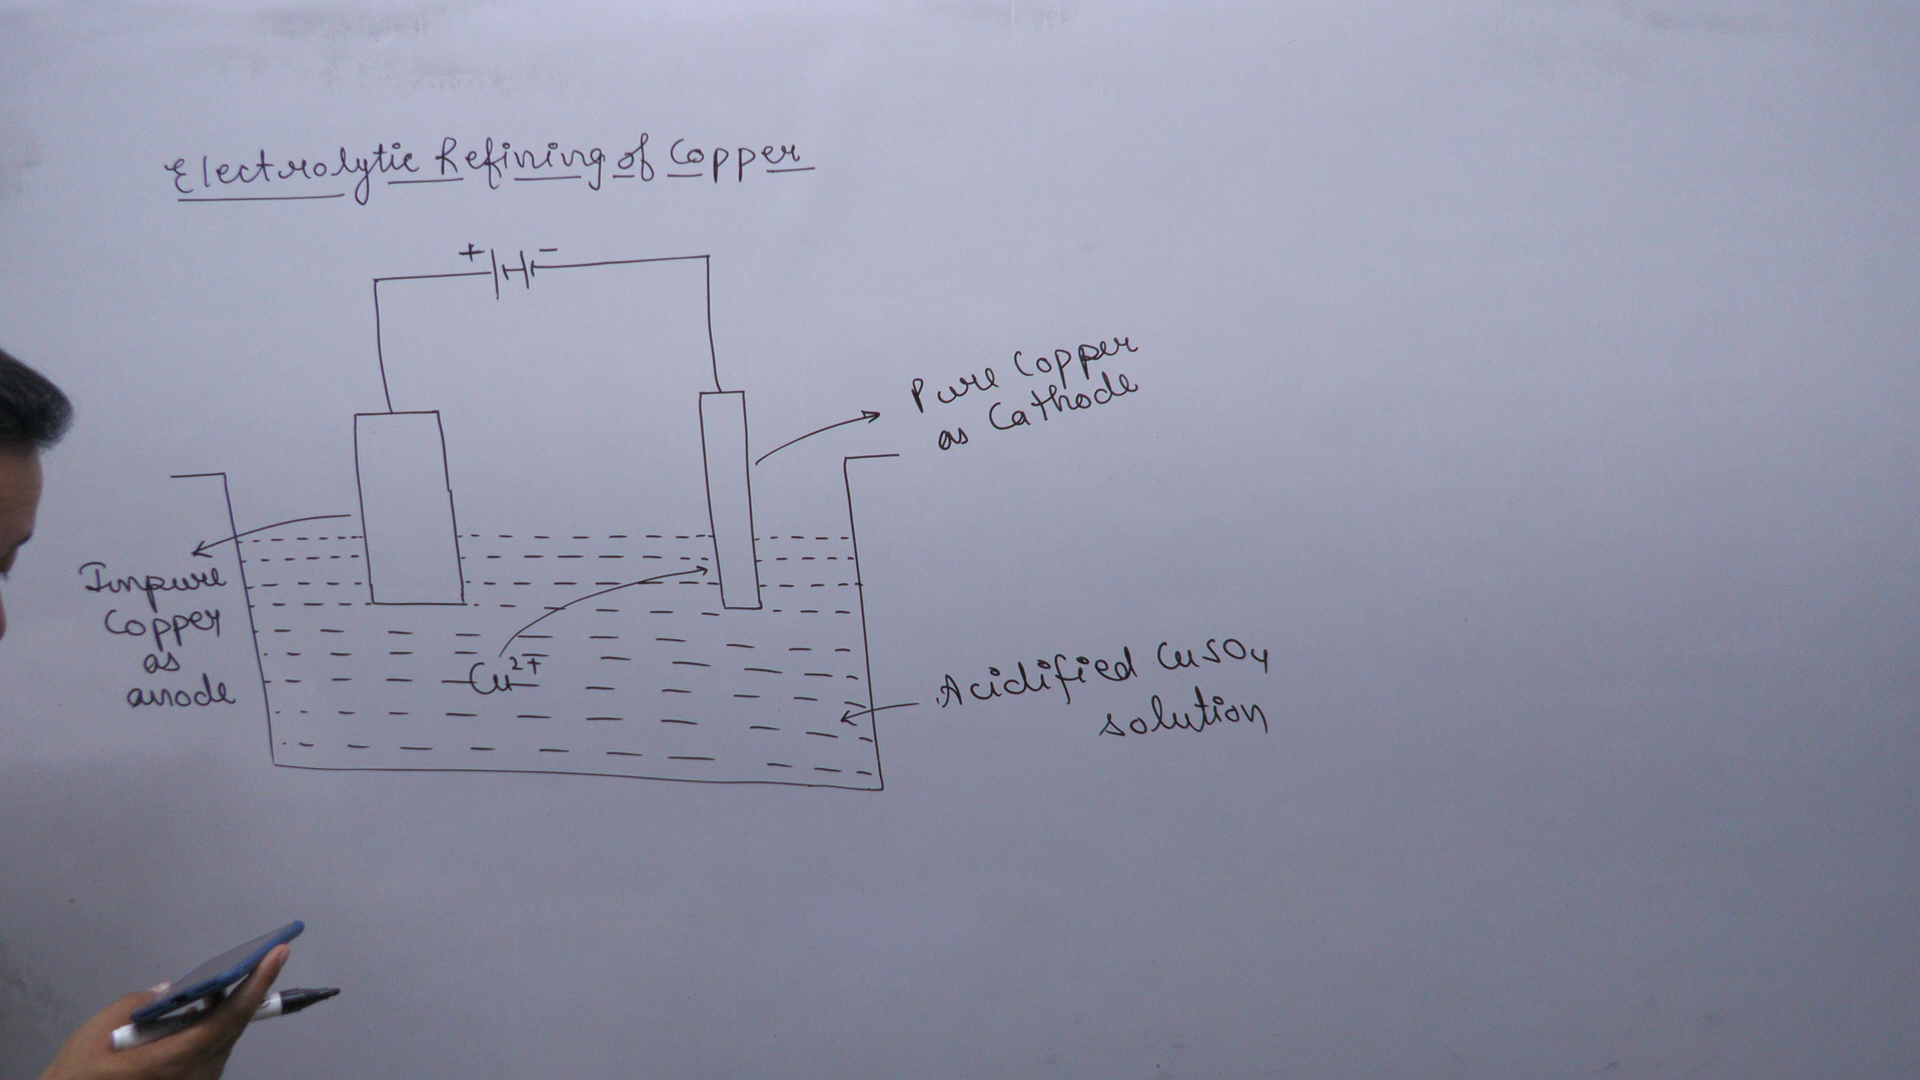 Electrolytic Refining of Copper
+ -
Pure Copper
as Cathode
Impure
Copper
as
anode
Cu²⁺
Acidified CuSO₄
solution